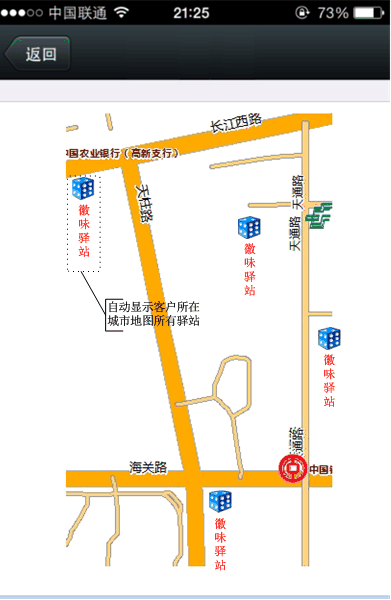 中国联通 21:25 73%
返回
长江西路
中国农业银行（高新支行）
天柱路
天通路
天通路
徽味驿站
徽味驿站
自动显示客户所在
城市地图所有驿站
徽味驿站
天通路
海关路
中国银
徽味驿站